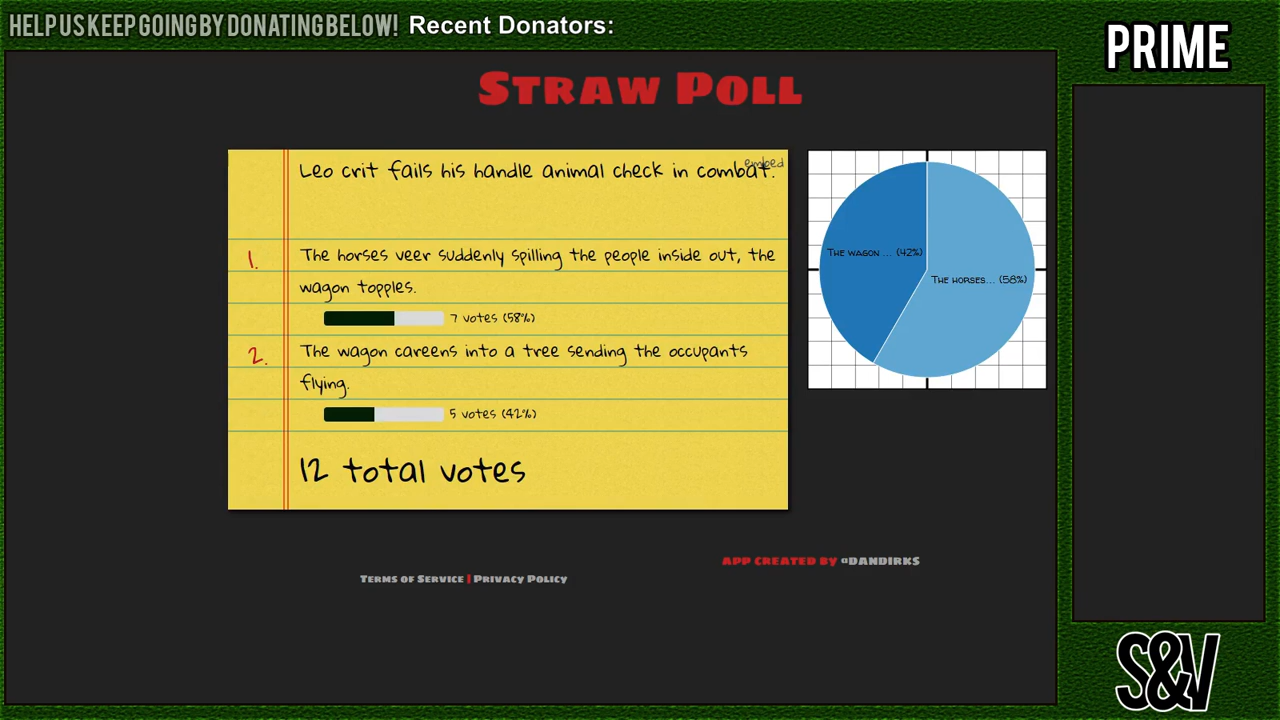 HELP US KEEP GOING BY DONATING BELOW! Recent Donators:
PRIME
STRAW POLL
embed
Leo crit fails his handle animal check in combat.
1. The horses veer suddenly spilling the people inside out, the
wagon topples.
7 votes (58%)
2. The wagon careens into a tree sending the occupants
flying.
5 votes (42%)
12 total votes
The wagon ... (42%)
The horses... (58%)
APP CREATED BY @DANDIRKS
TERMS OF SERVICE | PRIVACY POLICY
S&V